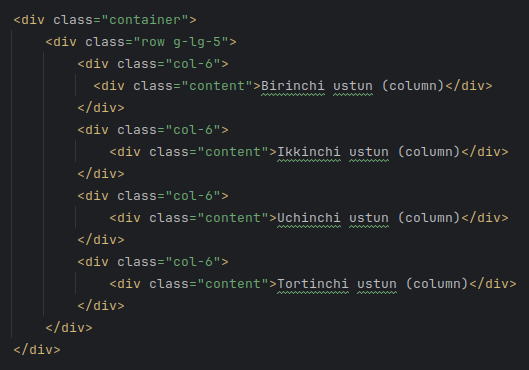 <div class="container">
    <div class="row g-lg-5">
        <div class="col-6">
          <div class="content">Birinchi ustun (column)</div>
        </div>
        <div class="col-6">
            <div class="content">Ikkinchi ustun (column)</div>
        </div>
        <div class="col-6">
            <div class="content">Uchinchi ustun (column)</div>
        </div>
        <div class="col-6">
            <div class="content">Tortinchi ustun (column)</div>
        </div>
    </div>
</div>